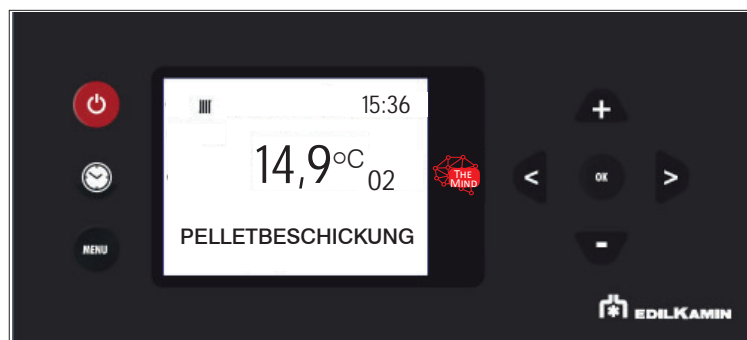 15:36
14,9°C 02
PELLETBESCHICKUNG
MENU
THE
MIND
+
< OK >
-
EDILKAMIN